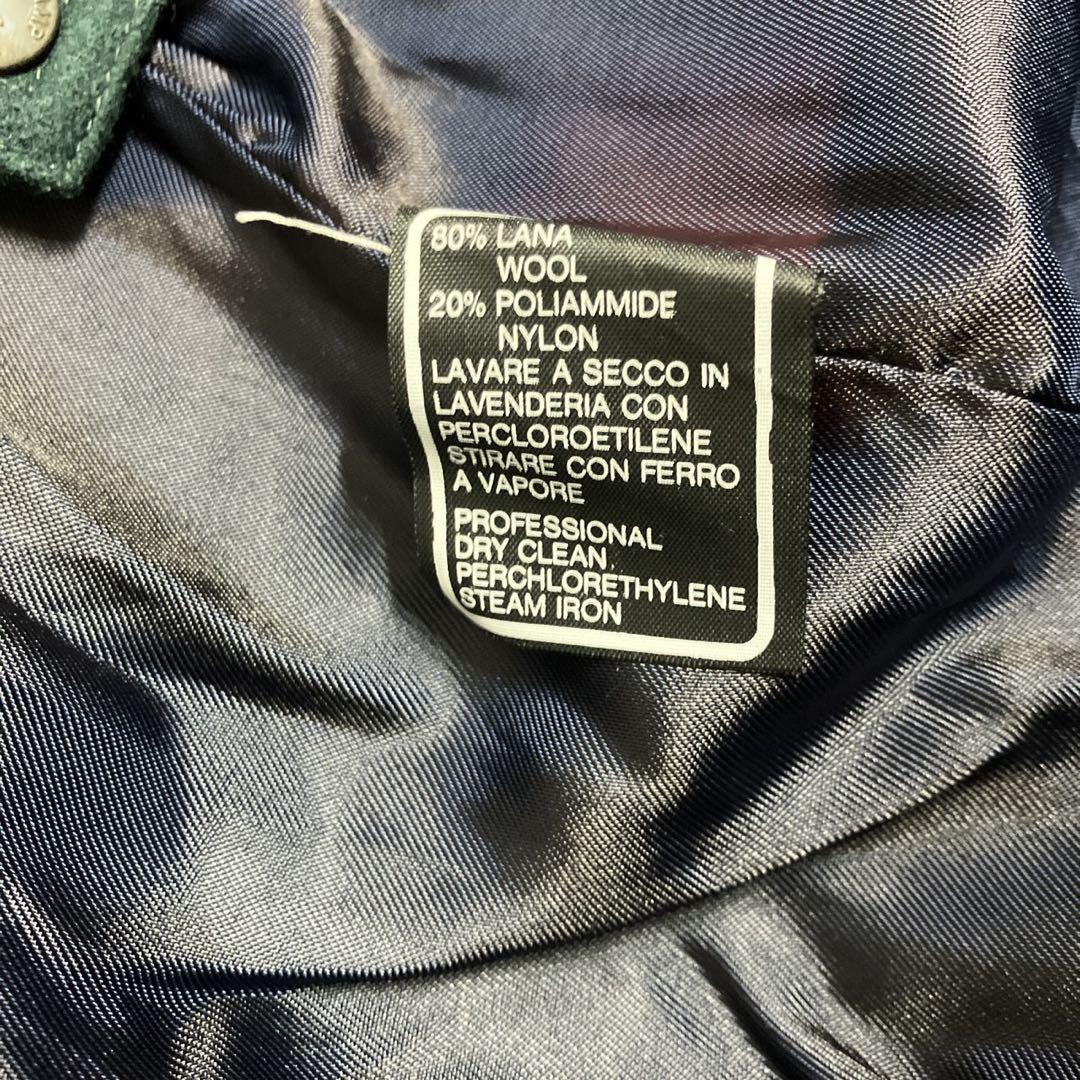 80% LANA
WOOL
20% POLIAMMIDE
NYLON
LAVARE A SECCO IN
LAVENDERIA CON
PERCLOROETILENE
STIRARE CON FERRO
A VAPORE
PROFESSIONAL
DRY CLEAN.
PERCHLORETHYLENE
STEAM IRON